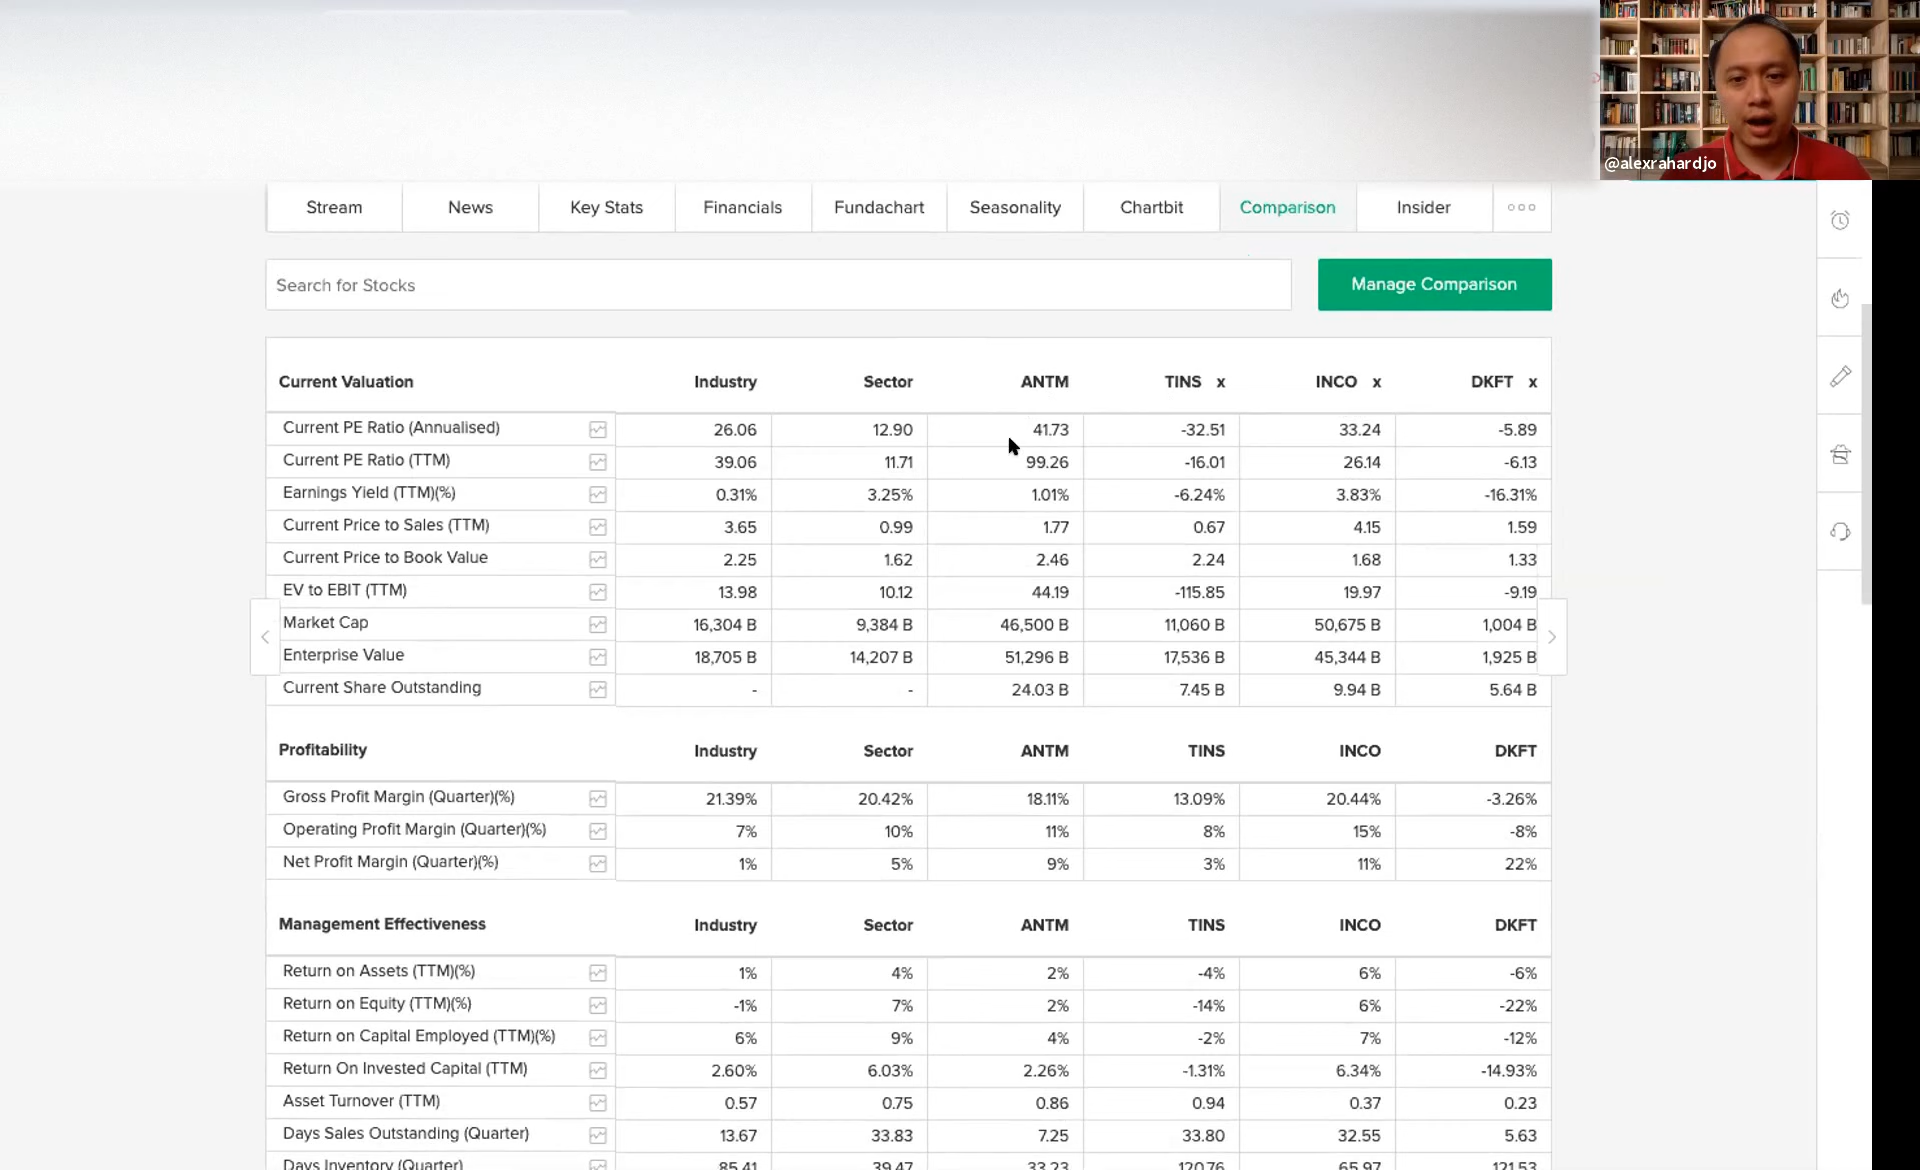 @alexrahardjo
Stream News Key Stats Financials Fundachart Seasonality Chartbit Comparison Insider
Search for Stocks Manage Comparison
Current Valuation Industry Sector ANTM TINS x INCO x DKFT x
Current PE Ratio (Annualised) 26.06 12.90 41.73 -32.51 33.24 -5.89
Current PE Ratio (TTM) 39.06 11.71 99.26 -16.01 26.14 -6.13
Earnings Yield (TTM)(%) 0.31% 3.25% 1.01% -6.24% 3.83% -16.31%
Current Price to Sales (TTM) 3.65 0.99 1.77 0.67 4.15 1.59
Current Price to Book Value 2.25 1.62 2.46 2.24 1.68 1.33
EV to EBIT (TTM) 13.98 10.12 44.19 -115.85 19.97 -9.19
Market Cap 16,304 B 9,384 B 46,500 B 11,060 B 50,675 B 1,004 B
Enterprise Value 18,705 B 14,207 B 51,296 B 17,536 B 45,344 B 1,925 B
Current Share Outstanding - - 24.03 B 7.45 B 9.94 B 5.64 B
Profitability Industry Sector ANTM TINS INCO DKFT
Gross Profit Margin (Quarter)(%) 21.39% 20.42% 18.11% 13.09% 20.44% -3.26%
Operating Profit Margin (Quarter)(%) 7% 10% 11% 8% 15% -8%
Net Profit Margin (Quarter)(%) 1% 5% 9% 3% 11% 22%
Management Effectiveness Industry Sector ANTM TINS INCO DKFT
Return on Assets (TTM)(%) 1% 4% 2% -4% 6% -6%
Return on Equity (TTM)(%) -1% 7% 2% -14% 6% -22%
Return on Capital Employed (TTM)(%) 6% 9% 4% -2% 7% -12%
Return On Invested Capital (TTM) 2.60% 6.03% 2.26% -1.31% 6.34% -14.93%
Asset Turnover (TTM) 0.57 0.75 0.86 0.94 0.37 0.23
Days Sales Outstanding (Quarter) 13.67 33.83 7.25 33.80 32.55 5.63
Days Inventory (Quarter) 85.41 39.47 33.23 120.76 65.97 121.53